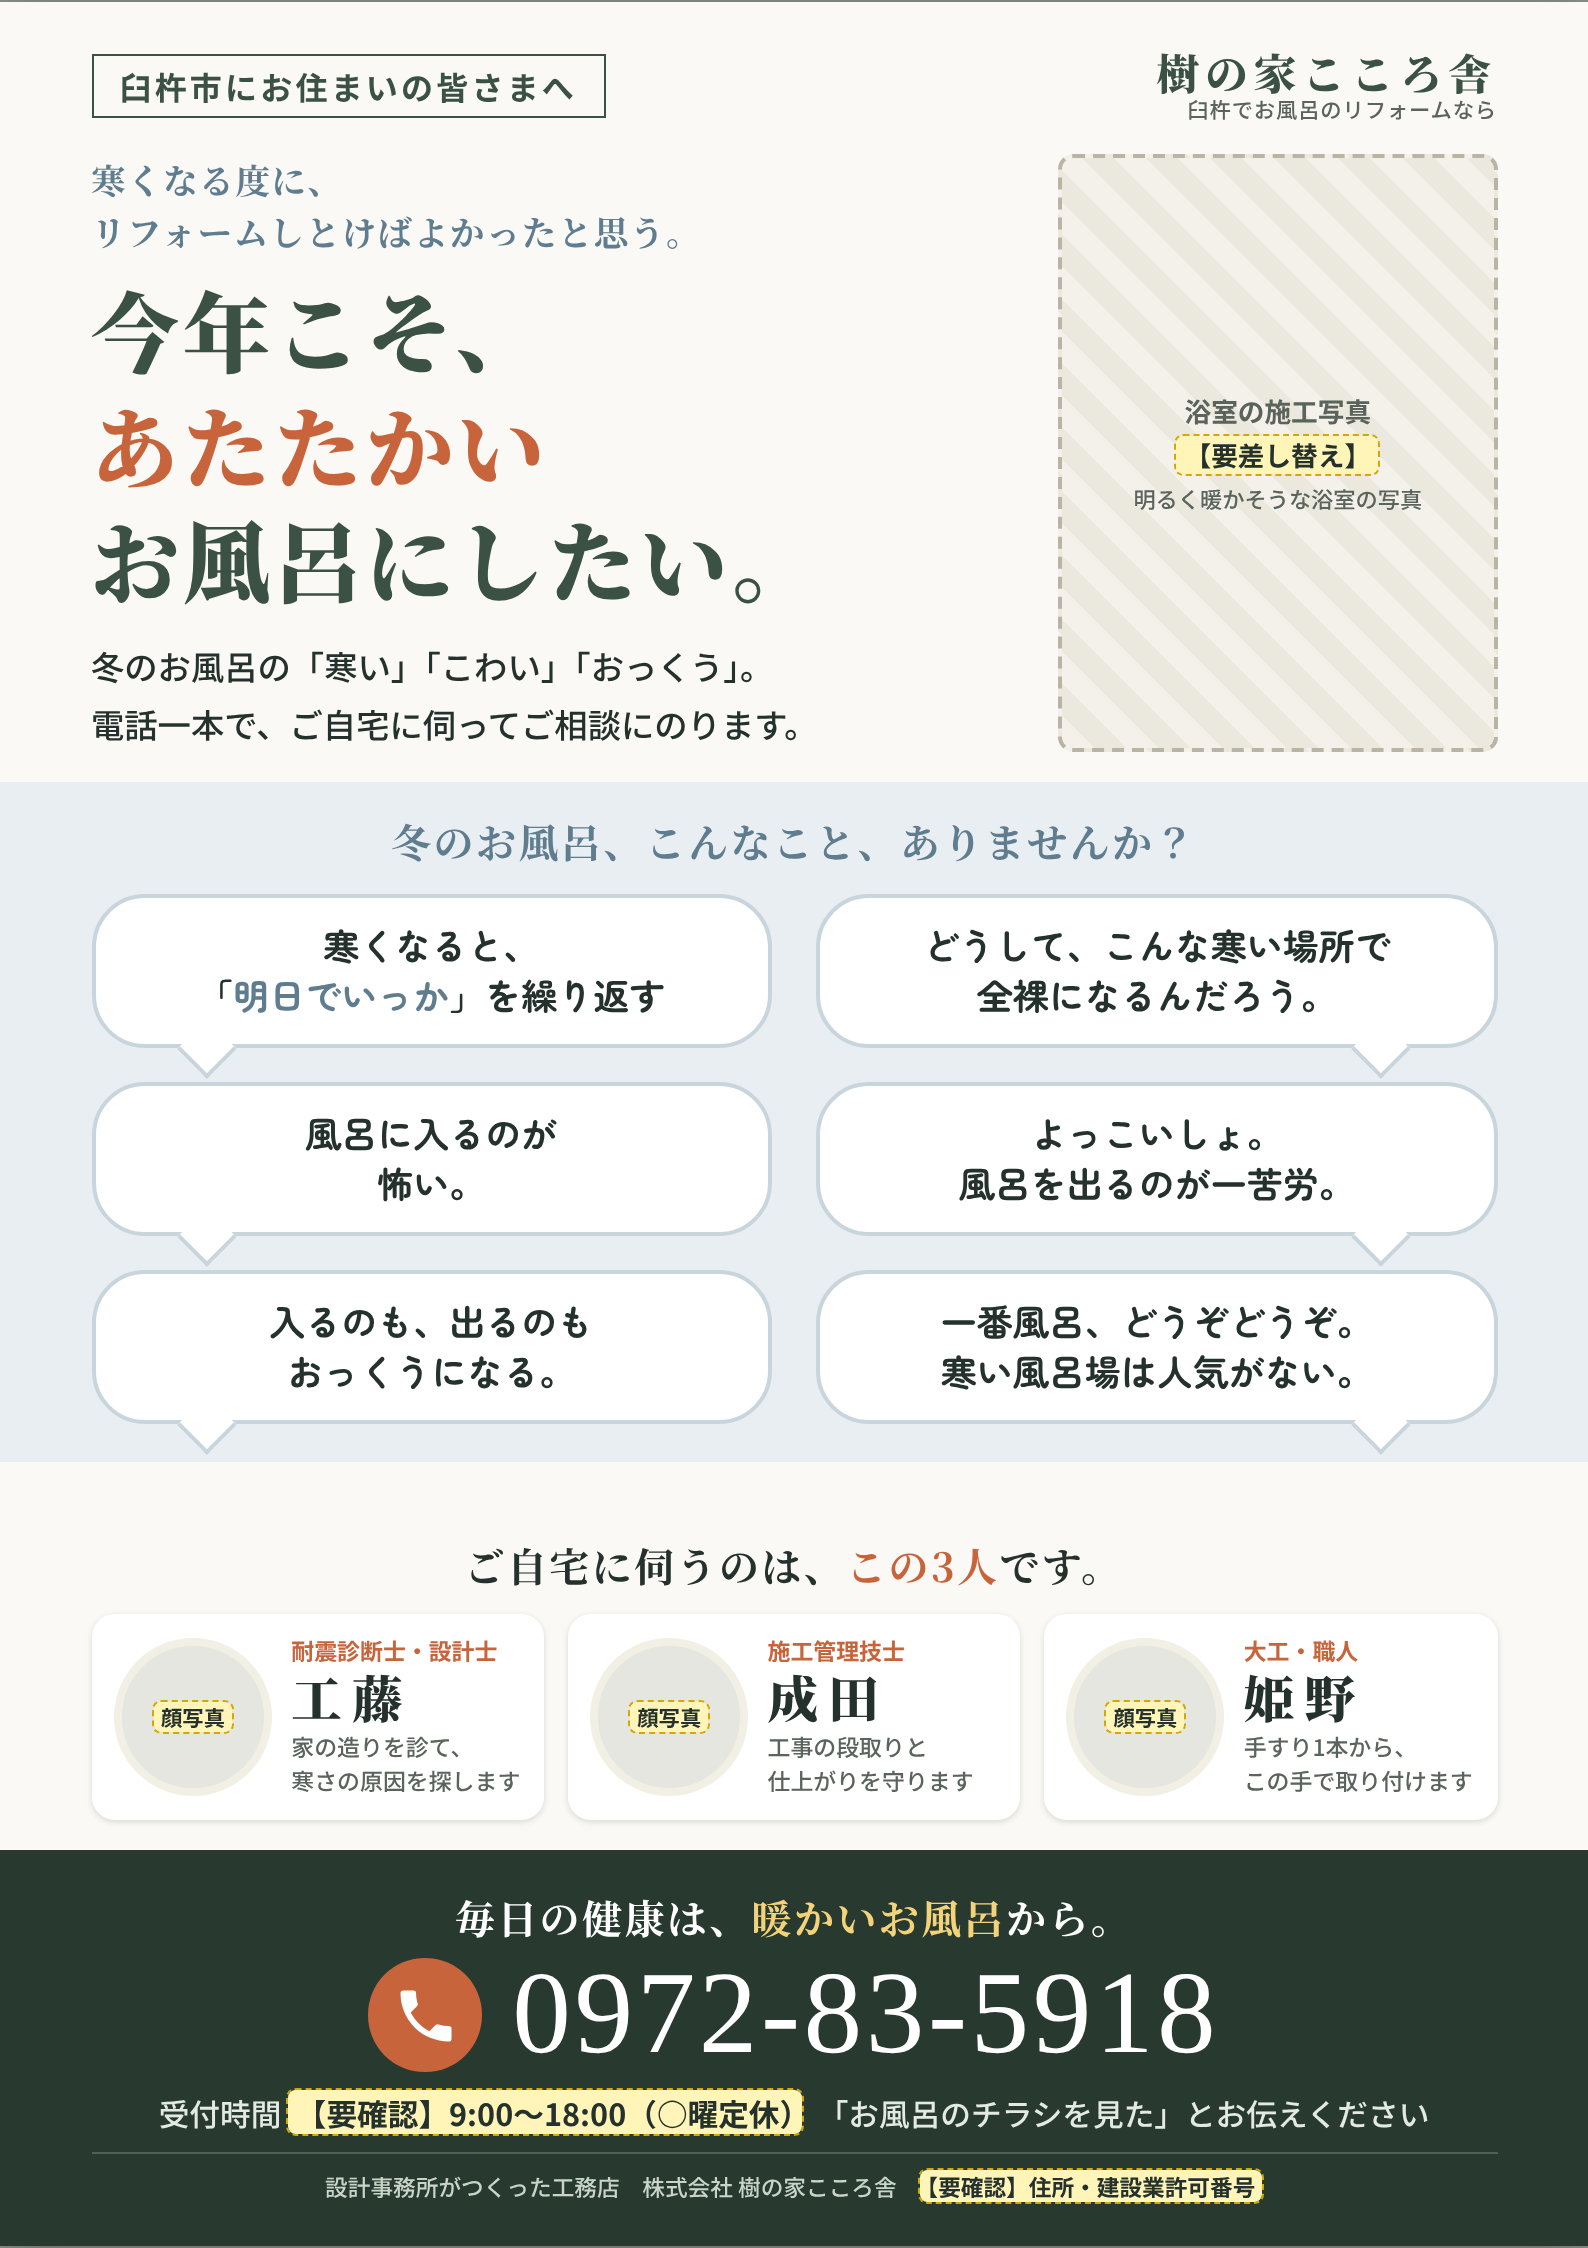 臼杵市にお住まいの皆さまへ
樹の家こころ舎
臼杵でお風呂のリフォームなら
寒くなる度に、
リフォームしとけばよかったと思う。
今年こそ、
あたたかい
お風呂にしたい。
冬のお風呂の「寒い」「こわい」「おっくう」。
電話一本で、ご自宅に伺ってご相談にのります。
浴室の施工写真
【要差し替え】
明るく暖かそうな浴室の写真
冬のお風呂、こんなこと、ありませんか？
寒くなると、
「明日でいっか」を繰り返す
どうして、こんな寒い場所で
全裸になるんだろう。
風呂に入るのが
怖い。
よっこいしょ。
風呂を出るのが一苦労。
入るのも、出るのも
おっくうになる。
一番風呂、どうぞどうぞ。
寒い風呂場は人気がない。
ご自宅に伺うのは、この3人です。
顔写真
耐震診断士・設計士
工藤
家の造りを診て、
寒さの原因を探します
顔写真
施工管理技士
成田
工事の段取りと
仕上がりを守ります
顔写真
大工・職人
姫野
手すり1本から、
この手で取り付けます
毎日の健康は、暖かいお風呂から。
0972-83-5918
受付時間【要確認】9:00〜18:00（〇曜定休） 「お風呂のチラシを見た」とお伝えください
設計事務所がつくった工務店　株式会社 樹の家こころ舎　【要確認】住所・建設業許可番号